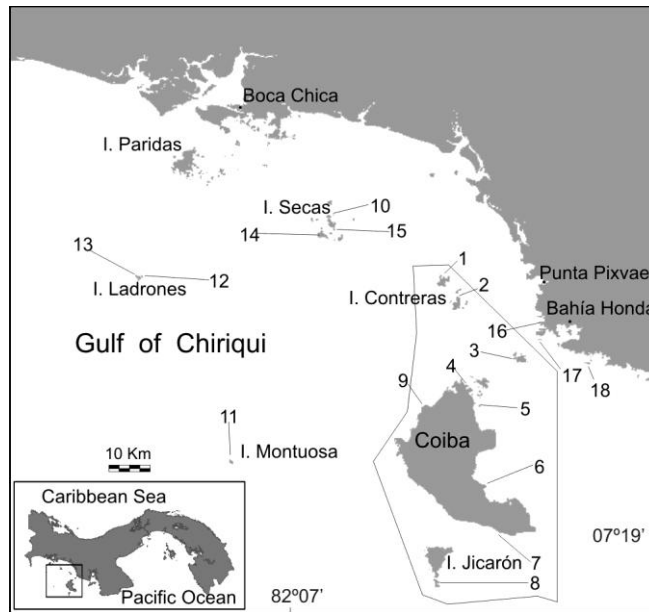 Boca Chica
I. Paridas
I. Secas
10
14
15
13
12
I. Ladrones
1
2
I. Contreras
Punta Pixvae
16
Bahía Honda
Gulf of Chiriqui
3
17
18
4
9
5
11
10 Km
I. Montuosa
Coiba
6
Caribbean Sea
Pacific Ocean
07º19'
7
I. Jicarón
8
82º07'